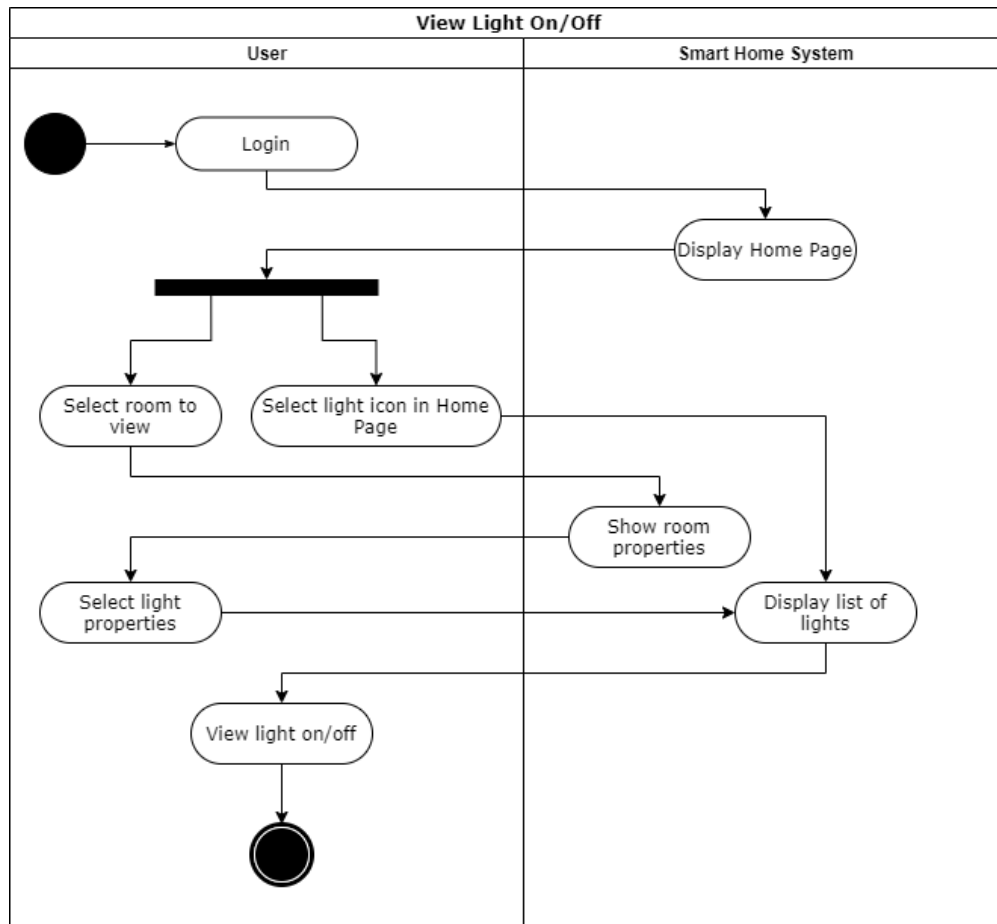 View Light On/Off
User
Smart Home System
Login
Display Home Page
Select room to
view
Select light icon in Home
Page
Show room
properties
Select light
properties
Display list of
lights
View light on/off